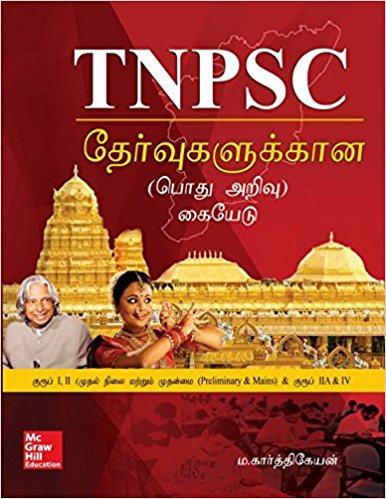 TNPSC
தேர்வுகளுக்கான
(பொது அறிவு)
கையேடு
குரூப் I, II (முதல் நிலை மற்றும் முதன்மை (Preliminary & Mains) & குரூப் IIA & IV
Mc
Graw
Hill
Education
ம.கார்த்திகேயன்